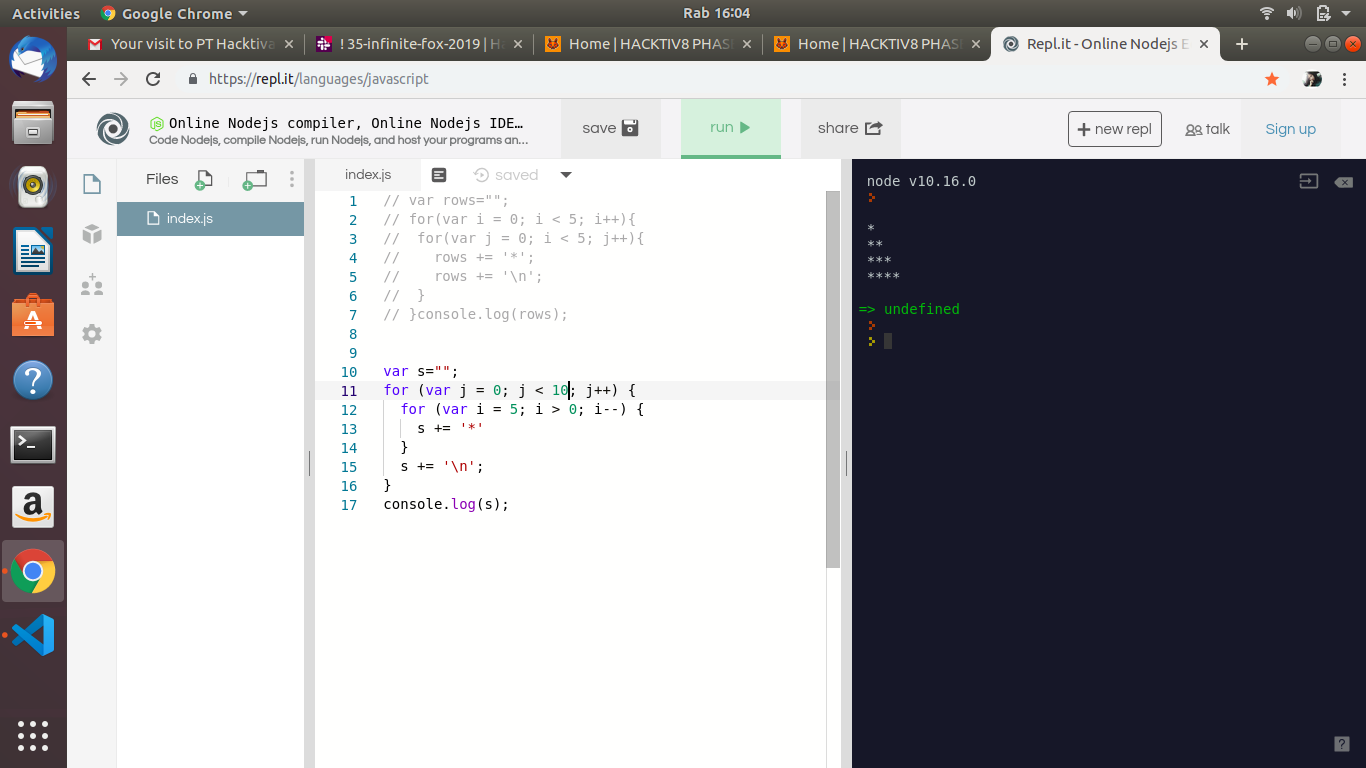 Activities Google Chrome Rab 16:04
Your visit to PT Hacktiva ! 35-infinite-fox-2019 | Ha Home | HACKTIV8 PHASE Home | HACKTIV8 PHASE Repl.it - Online Nodejs E
https://repl.it/languages/javascript
Online Nodejs compiler, Online Nodejs IDE…
Code Nodejs, compile Nodejs, run Nodejs, and host your programs an…
save run share + new repl talk Sign up
Files
index.js
index.js saved
1 // var rows="";
2 // for(var i = 0; i < 5; i++){
3 //  for(var j = 0; i < 5; j++){
4 //    rows += '*';
5 //    rows += '\n';
6 //  }
7 // }console.log(rows);
8
9
10 var s="";
11 for (var j = 0; j < 10; j++) {
12   for (var i = 5; i > 0; i--) {
13     s += '*'
14   }
15   s += '\n';
16 }
17 console.log(s);
node v10.16.0
*
**
***
****
=> undefined
?